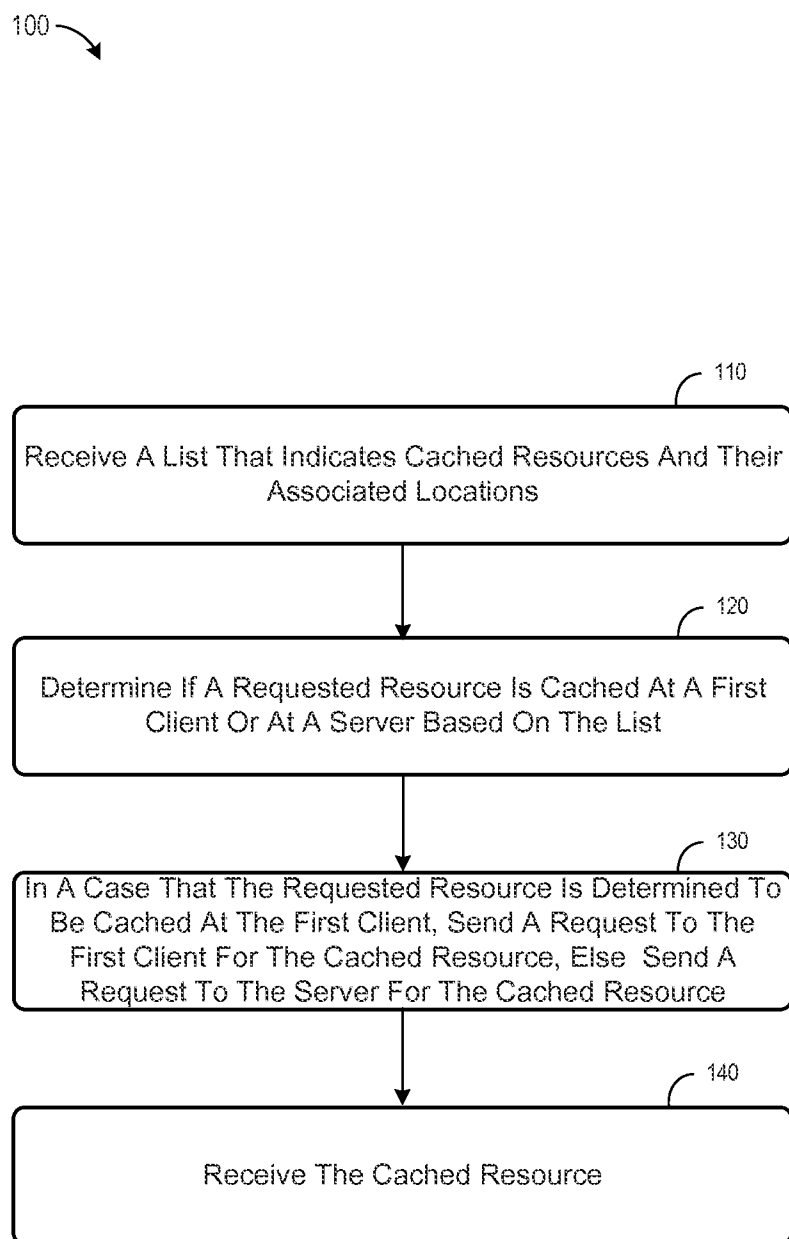 100
110
Receive A List That Indicates Cached Resources And Their
Associated Locations
120
Determine If A Requested Resource Is Cached At A First
Client Or At A Server Based On The List
130
In A Case That The Requested Resource Is Determined To
Be Cached At The First Client, Send A Request To The
First Client For The Cached Resource, Else Send A
Request To The Server For The Cached Resource
140
Receive The Cached Resource